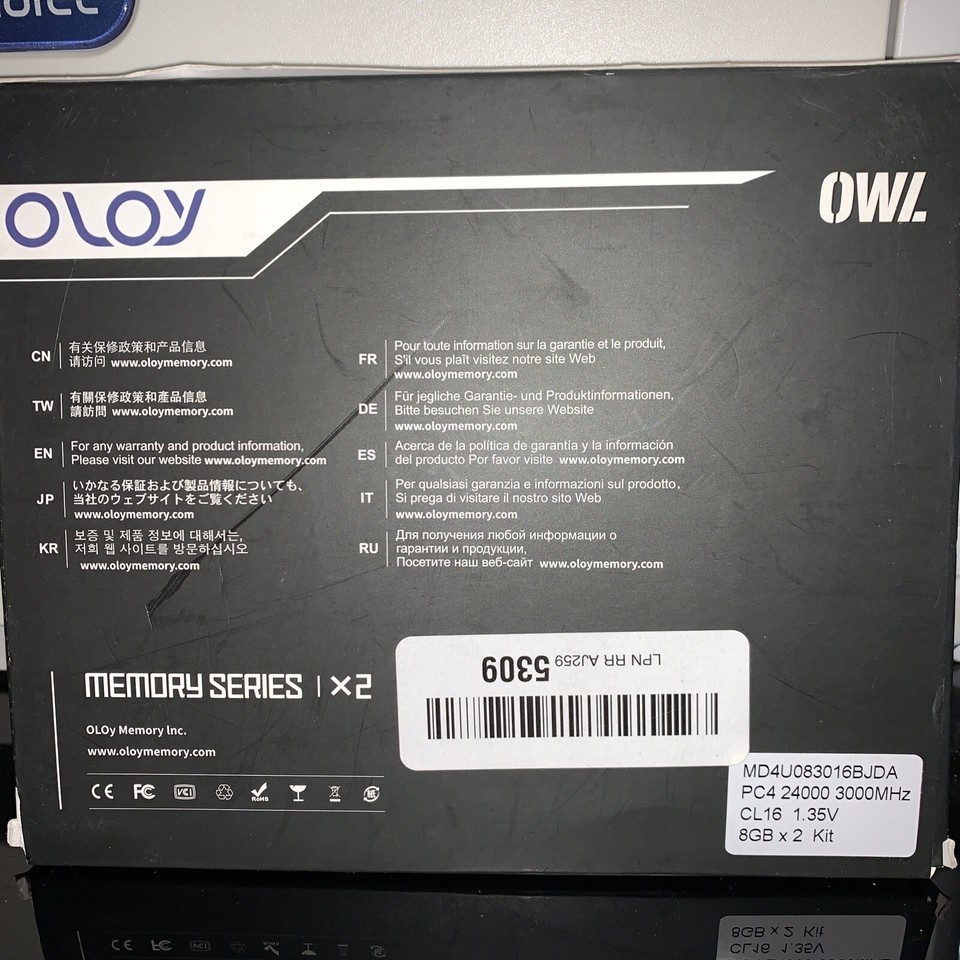 OLOy
OWL
CN
有关保修政策和产品信息
请访问 www.oloymemory.com
TW
有關保修政策和產品信息
請訪問 www.oloymemory.com
EN
For any warranty and product information,
Please visit our website www.oloymemory.com
JP
いかなる保証および製品情報についても、
当社のウェブサイトをご覧ください
www.oloymemory.com
KR
보증 및 제품 정보에 대해서는,
저희 웹 사이트를 방문하십시오
www.oloymemory.com
FR
Pour toute information sur la garantie et le produit,
S'il vous plaît visitez notre site Web
www.oloymemory.com
DE
Für jegliche Garantie- und Produktinformationen,
Bitte besuchen Sie unsere Website
www.oloymemory.com
ES
Acerca de la política de garantía y la información
del producto Por favor visite www.oloymemory.com
IT
Per qualsiasi garanzia e informazioni sul prodotto,
Si prega di visitare il nostro sito Web
www.oloymemory.com
RU
Для получения любой информации о
гарантии и продукции,
Посетите наш веб-сайт www.oloymemory.com
MEMORY SERIES | X2
OLOy Memory Inc.
www.oloymemory.com
CE FC VCI RoHS
LPN RR AJ259 5309
MD4U083016BJDA
PC4 24000 3000MHz
CL16 1.35V
8GB x 2 Kit